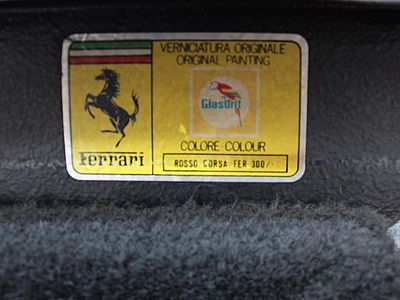 VERNICIATURA ORIGINALE
ORIGINAL PAINTING
Glasurit
COLORE-COLOUR
Ferrari
ROSSO CORSA FER 300/